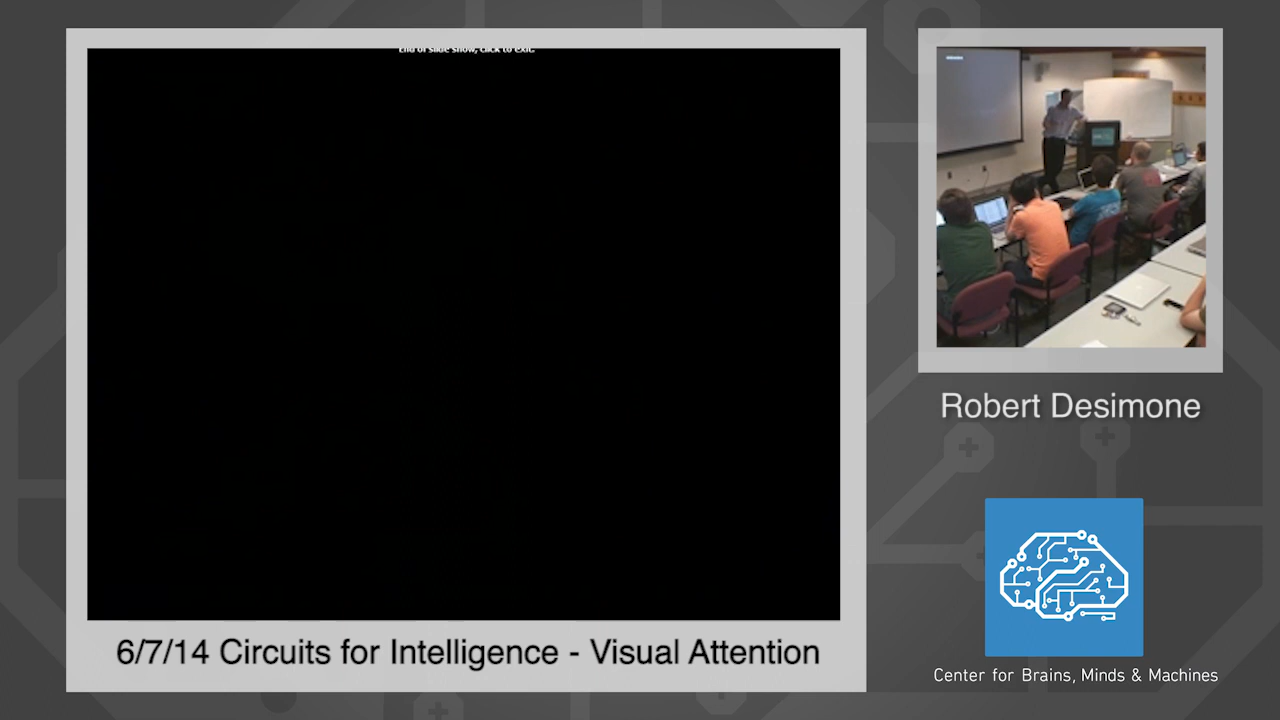 End of slide show, click to exit.
6/7/14 Circuits for Intelligence - Visual Attention
Robert Desimone
Center for Brains, Minds & Machines